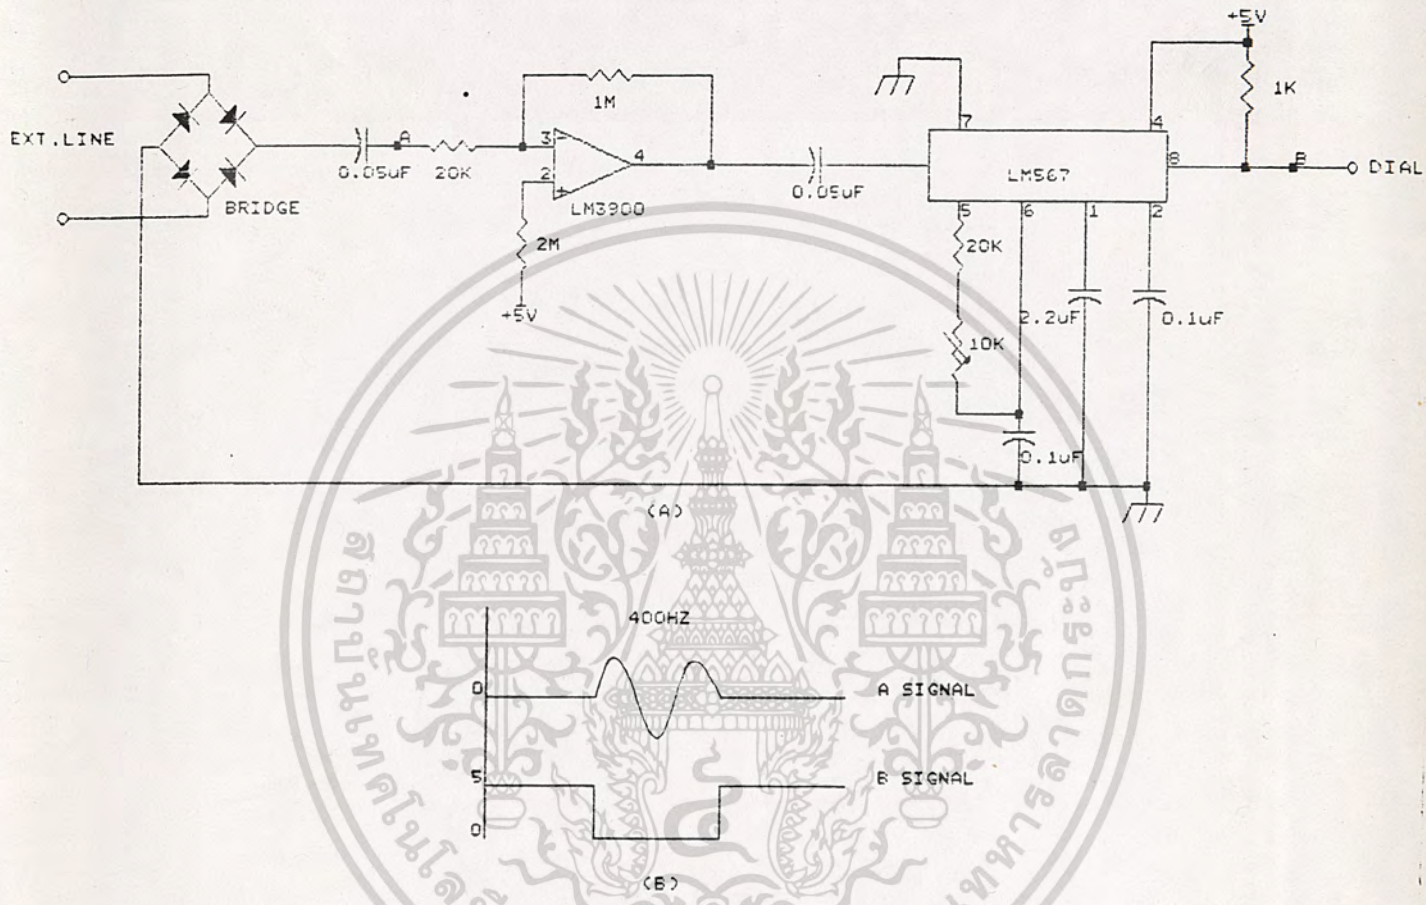 +5V
1K
1M
7
4
EXT.LINE
A
3
-
4
8
B
DIAL
0.05uF
20K
2
+
0.05uF
LM567
BRIDGE
LM3900
5
6
1
2
2M
20K
+5V
2.2uF
0.1uF
10K
0.1uF
(A)
400HZ
0
A SIGNAL
5
B SIGNAL
0
(B)